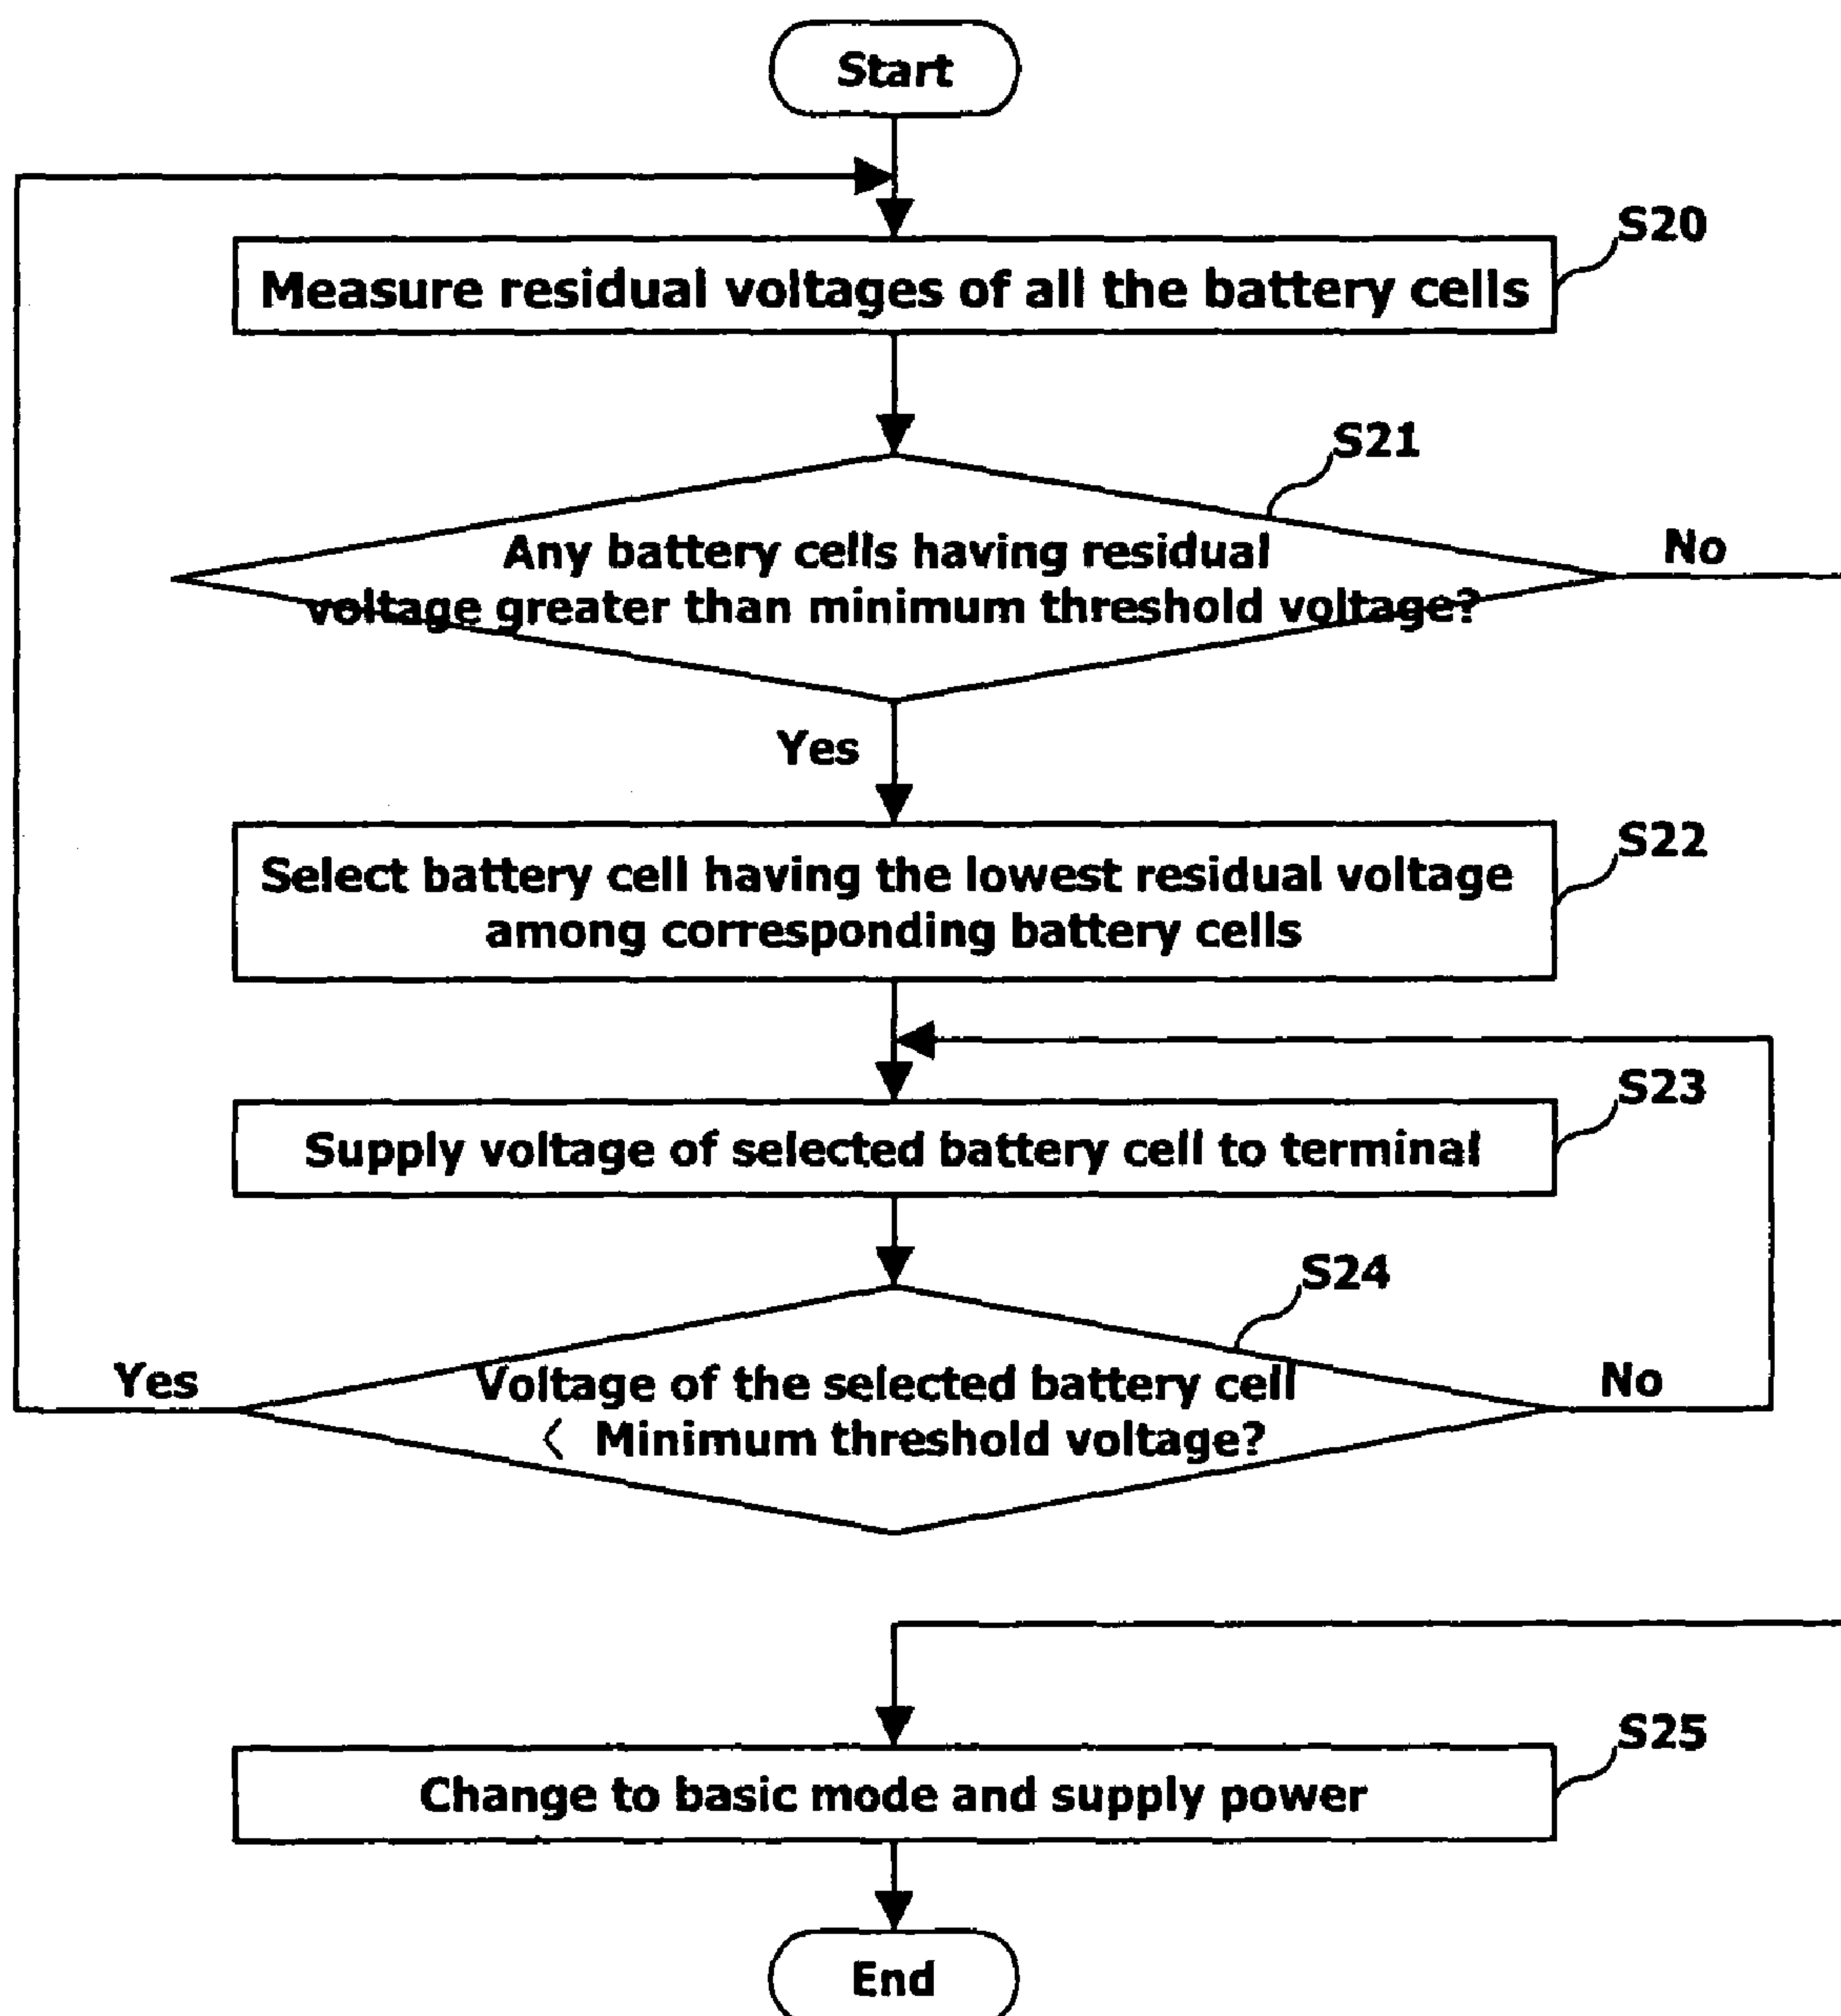 Start
S20
Measure residual voltages of all the battery cells
S21
Any battery cells having residual
voltage greater than minimum threshold voltage?
No
Yes
S22
Select battery cell having the lowest residual voltage
among corresponding battery cells
S23
Supply voltage of selected battery cell to terminal
S24
Yes
Voltage of the selected battery cell
< Minimum threshold voltage?
No
S25
Change to basic mode and supply power
End